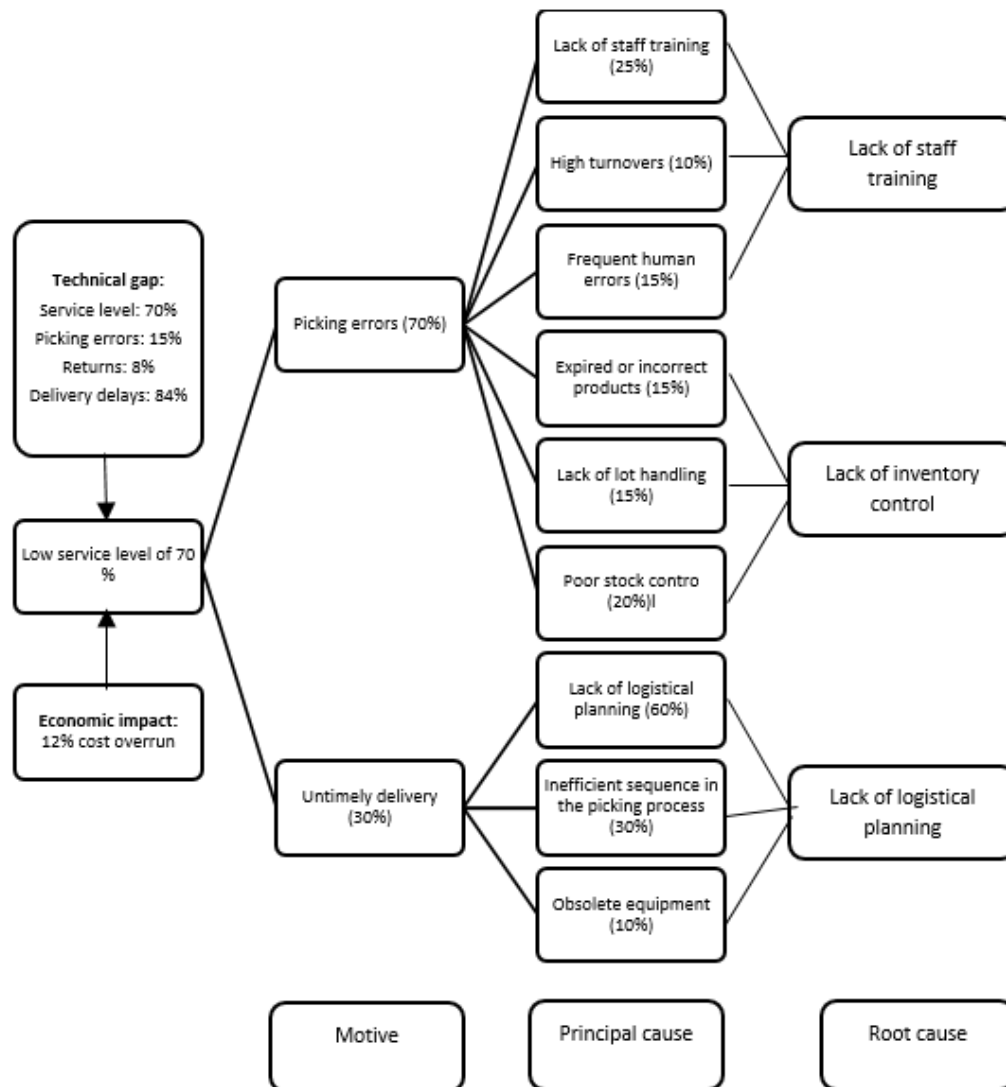 Technical gap:
Service level: 70%
Picking errors: 15%
Returns: 8%
Delivery delays: 84%
Low service level of 70
%
Economic impact:
12% cost overrun
Picking errors (70%)
Untimely delivery
(30%)
Lack of staff training
(25%)
High turnovers (10%)
Frequent human
errors (15%)
Expired or incorrect
products (15%)
Lack of lot handling
(15%)
Poor stock contro
(20%)l
Lack of logistical
planning (60%)
Inefficient sequence in
the picking process
(30%)
Obsolete equipment
(10%)
Lack of staff
training
Lack of inventory
control
Lack of logistical
planning
Motive
Principal cause
Root cause